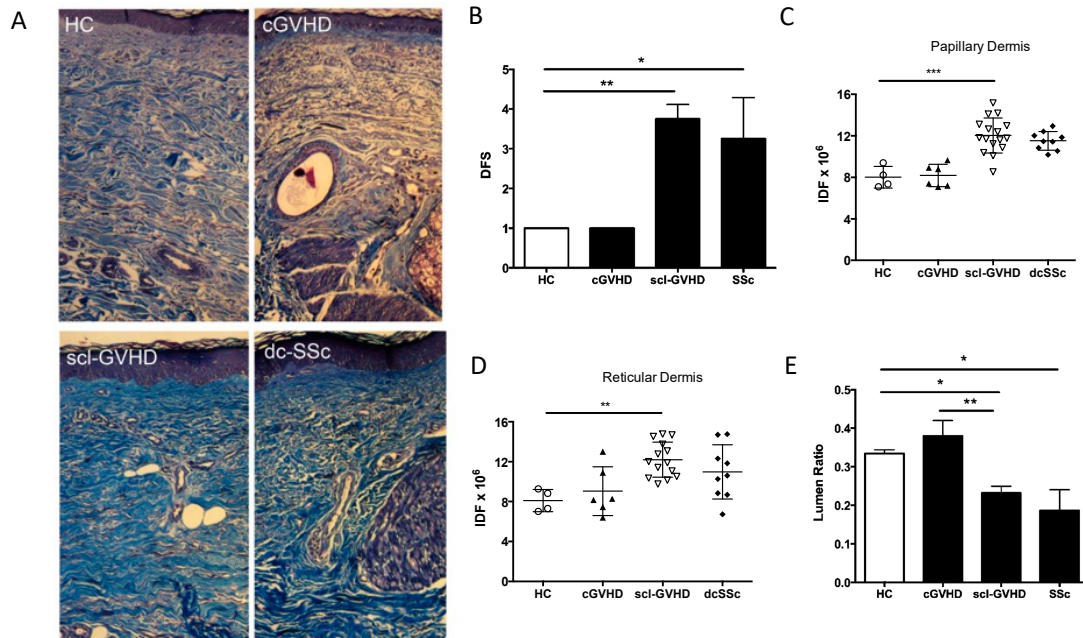 A
HC
cGVHD
scl-GVHD
dc-SSc
B
*
**
DFS
5
4
3
2
1
0
HC cGVHD scl-GVHD SSc
C
Papillary Dermis
***
IDF x 10⁶
16
12
8
4
0
HC cGVHD scl-GVHD dcSSc
D
Reticular Dermis
**
IDF x 10⁶
16
12
8
4
0
HC cGVHD scl-GVHD dcSSc
E
*
*
**
Lumen Ratio
0.5
0.4
0.3
0.2
0.1
0.0
HC cGVHD scl-GVHD SSc